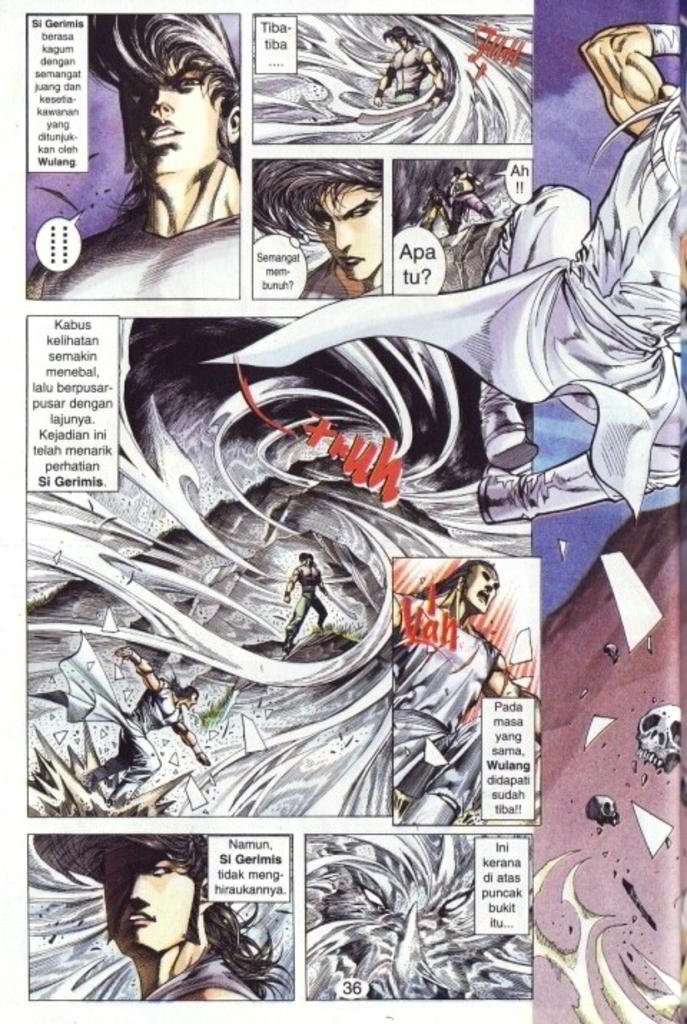 Si Gerimis
berasa
kagum
dengan
semangat
juang dan
kesetia-
kawanan
yang
ditunjuk-
kan oleh
Wulang.
Tiba-
tiba
....
Semangat
mem-
bunuh?
Apa
tu?
Ah
!!
Kabus
kelihatan
semakin
menebal,
lalu berpusar-
pusar dengan
lajunya.
Kejadian ini
telah menarik
perhatian
Si Gerimis.
Pada
masa
yang
sama,
Wulang
didapati
sudah
tiba!!
Namun,
Si Gerimis
tidak meng-
hiraukannya.
Ini
kerana
di atas
puncak
bukit
itu...
36